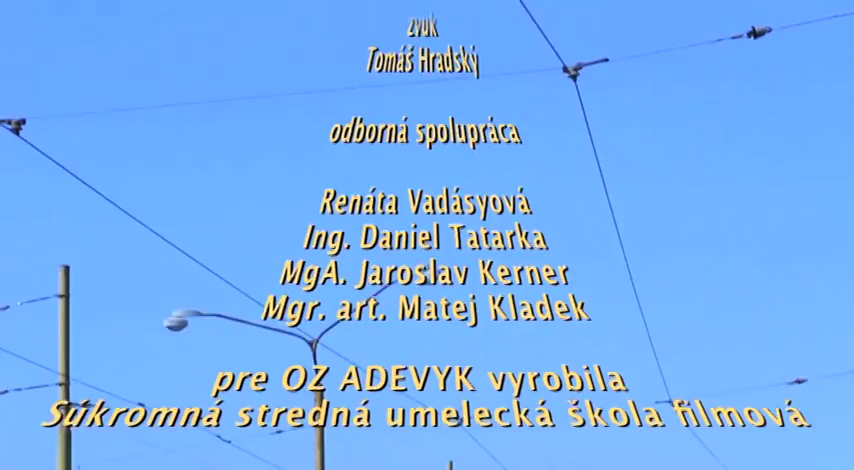 zvuk
Tomáš Hradský
odborná spolupráca
Renáta Vadásyová
Ing. Daniel Tatarka
MgA. Jaroslav Kerner
Mgr. art. Matej Kladek
pre OZ ADEVYK vyrobila
Súkromná stredná umelecká škola filmová